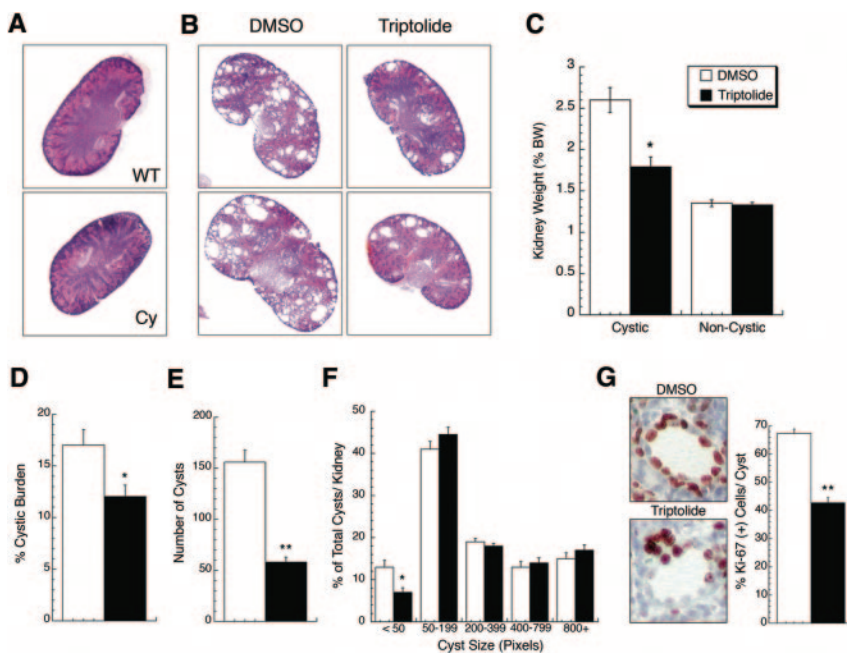 A
B
DMSO
Triptolide
WT
Cy
C
Kidney Weight (% BW)
3
2.5
2
1.5
1
0.5
0
DMSO
Triptolide
*
Cystic
Non-Cystic
D
% Cystic Burden
20
15
10
5
0
*
E
Number of Cysts
200
150
100
50
0
**
F
% of Total Cysts/ Kidney
50
40
30
20
10
0
*
< 50
50-199
200-399
400-799
800+
Cyst Size (Pixels)
G
DMSO
Triptolide
% Ki-67 (+) Cells/ Cyst
70
60
50
40
30
20
10
0
**